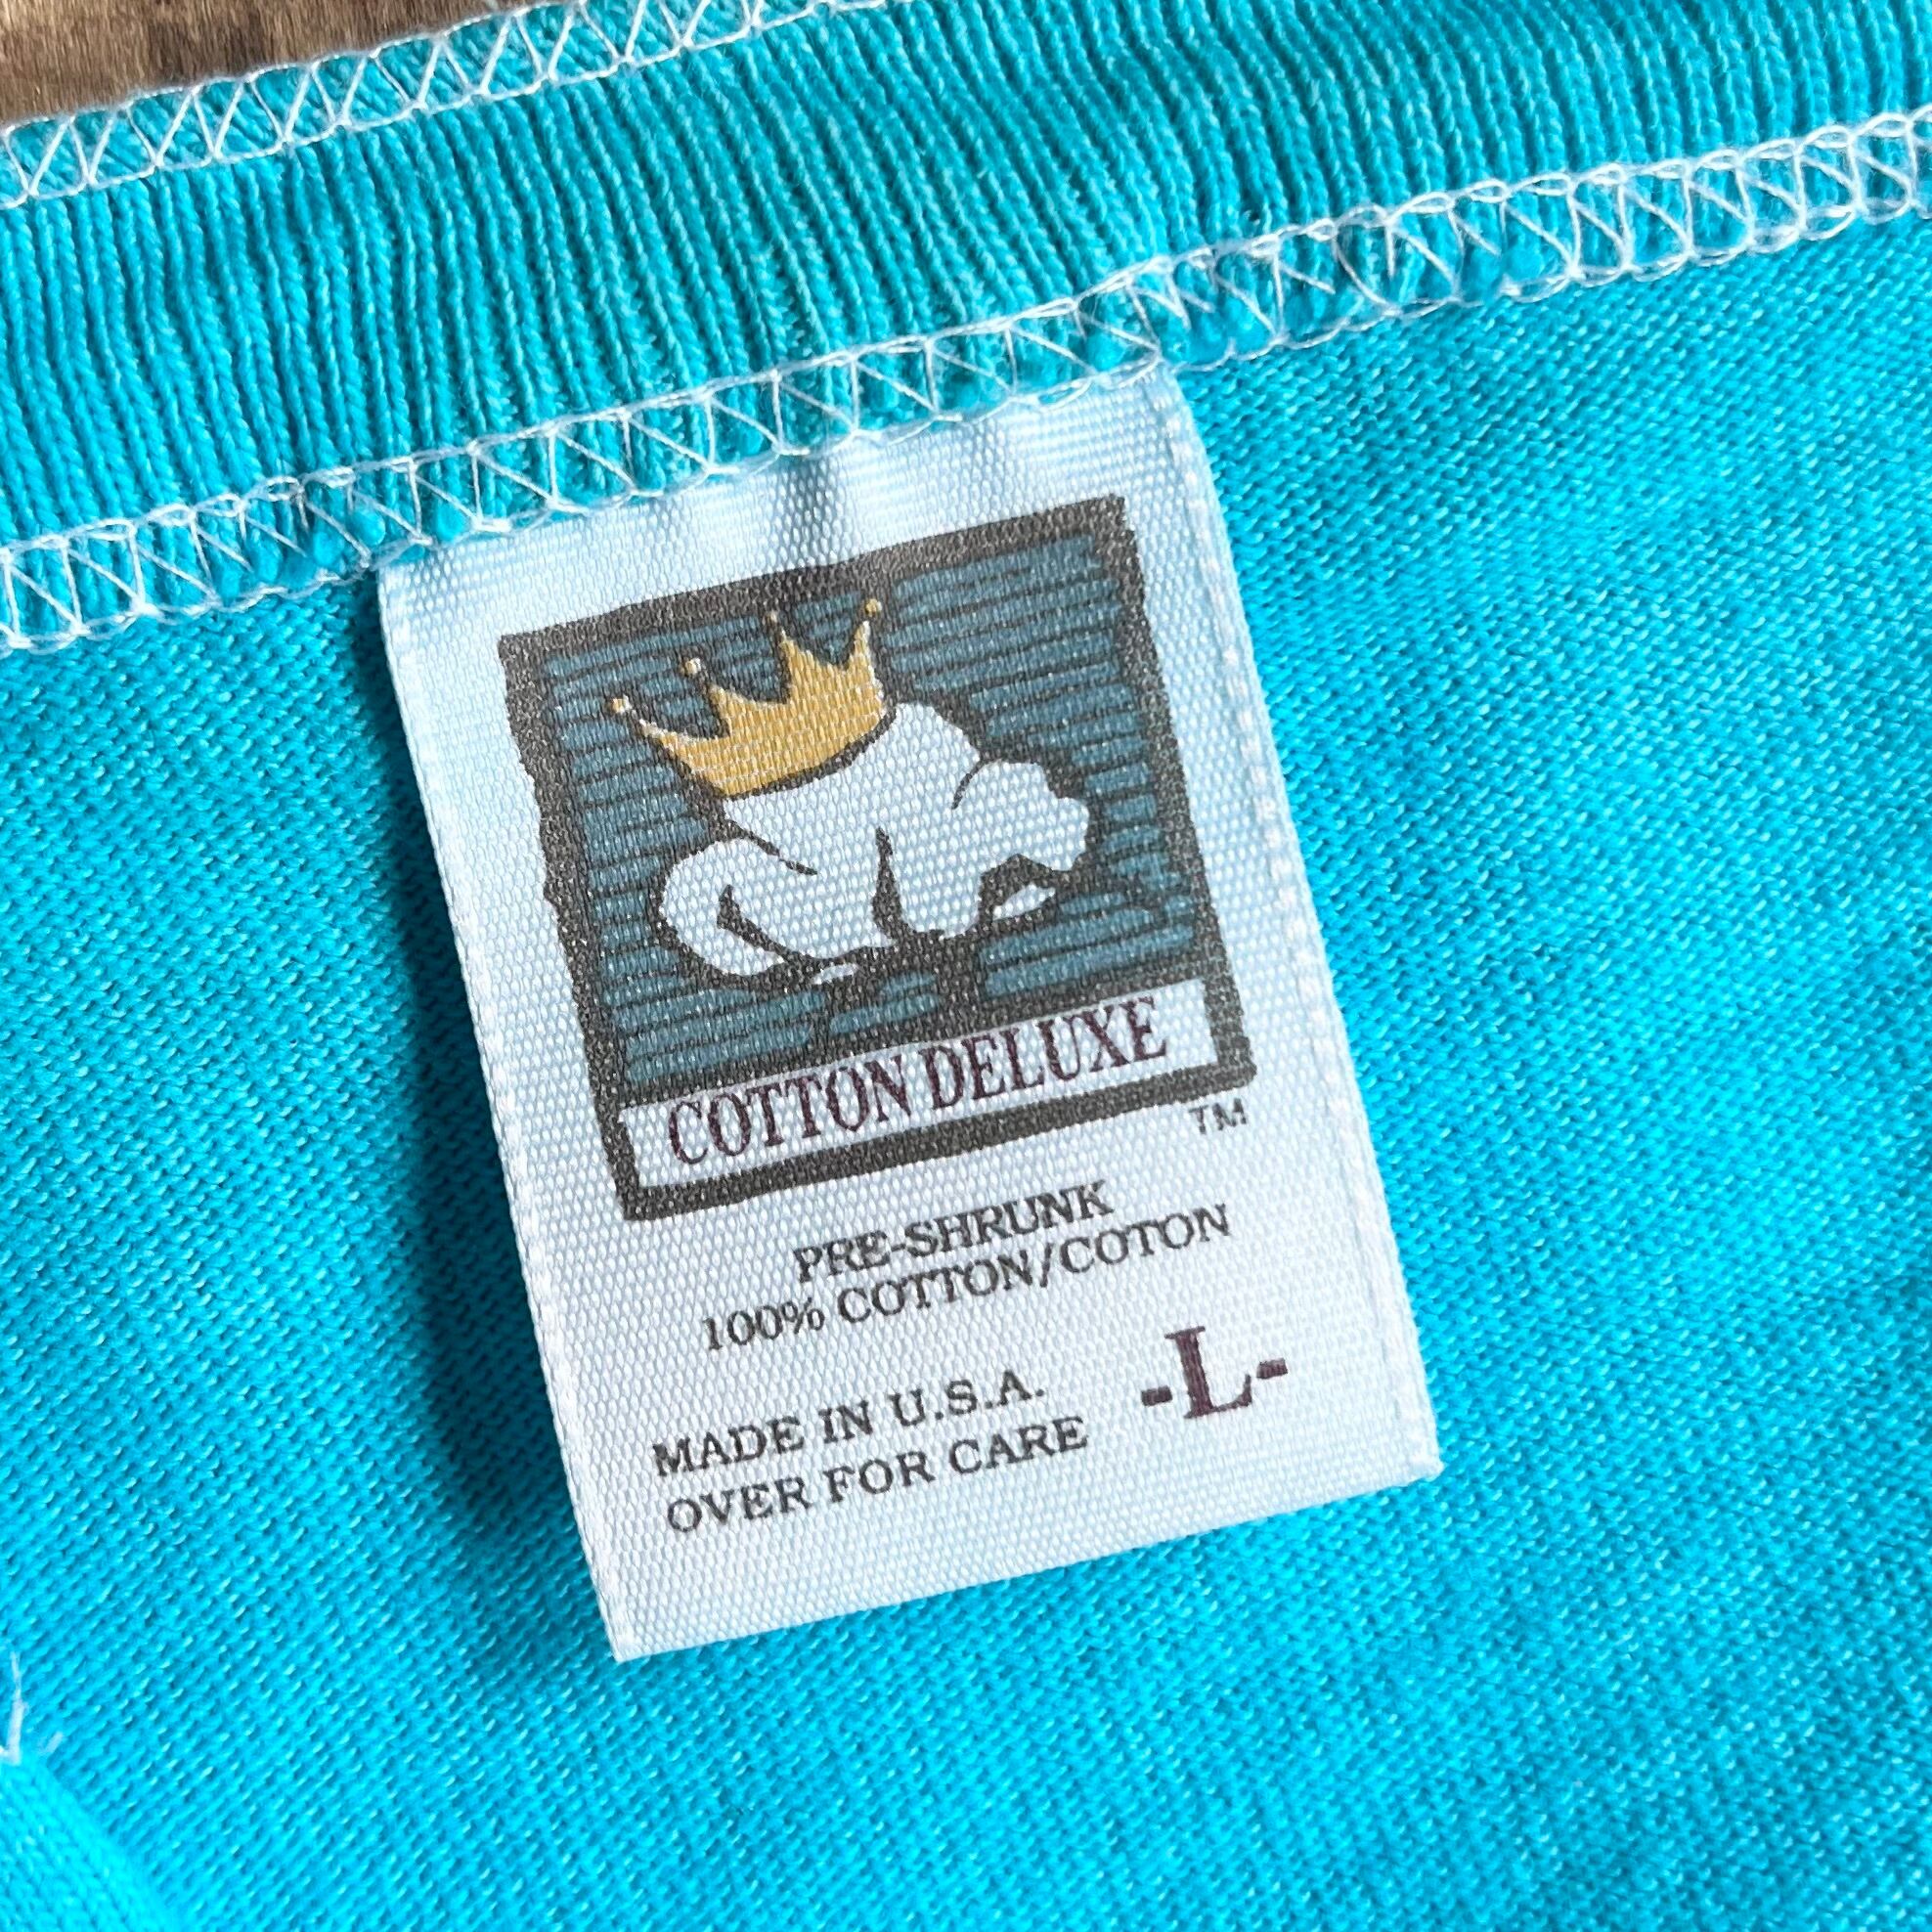 COTTON DELUXE
TM
PRE-SHRUNK
100% COTTON/COTON
-L-
MADE IN U.S.A.
OVER FOR CARE